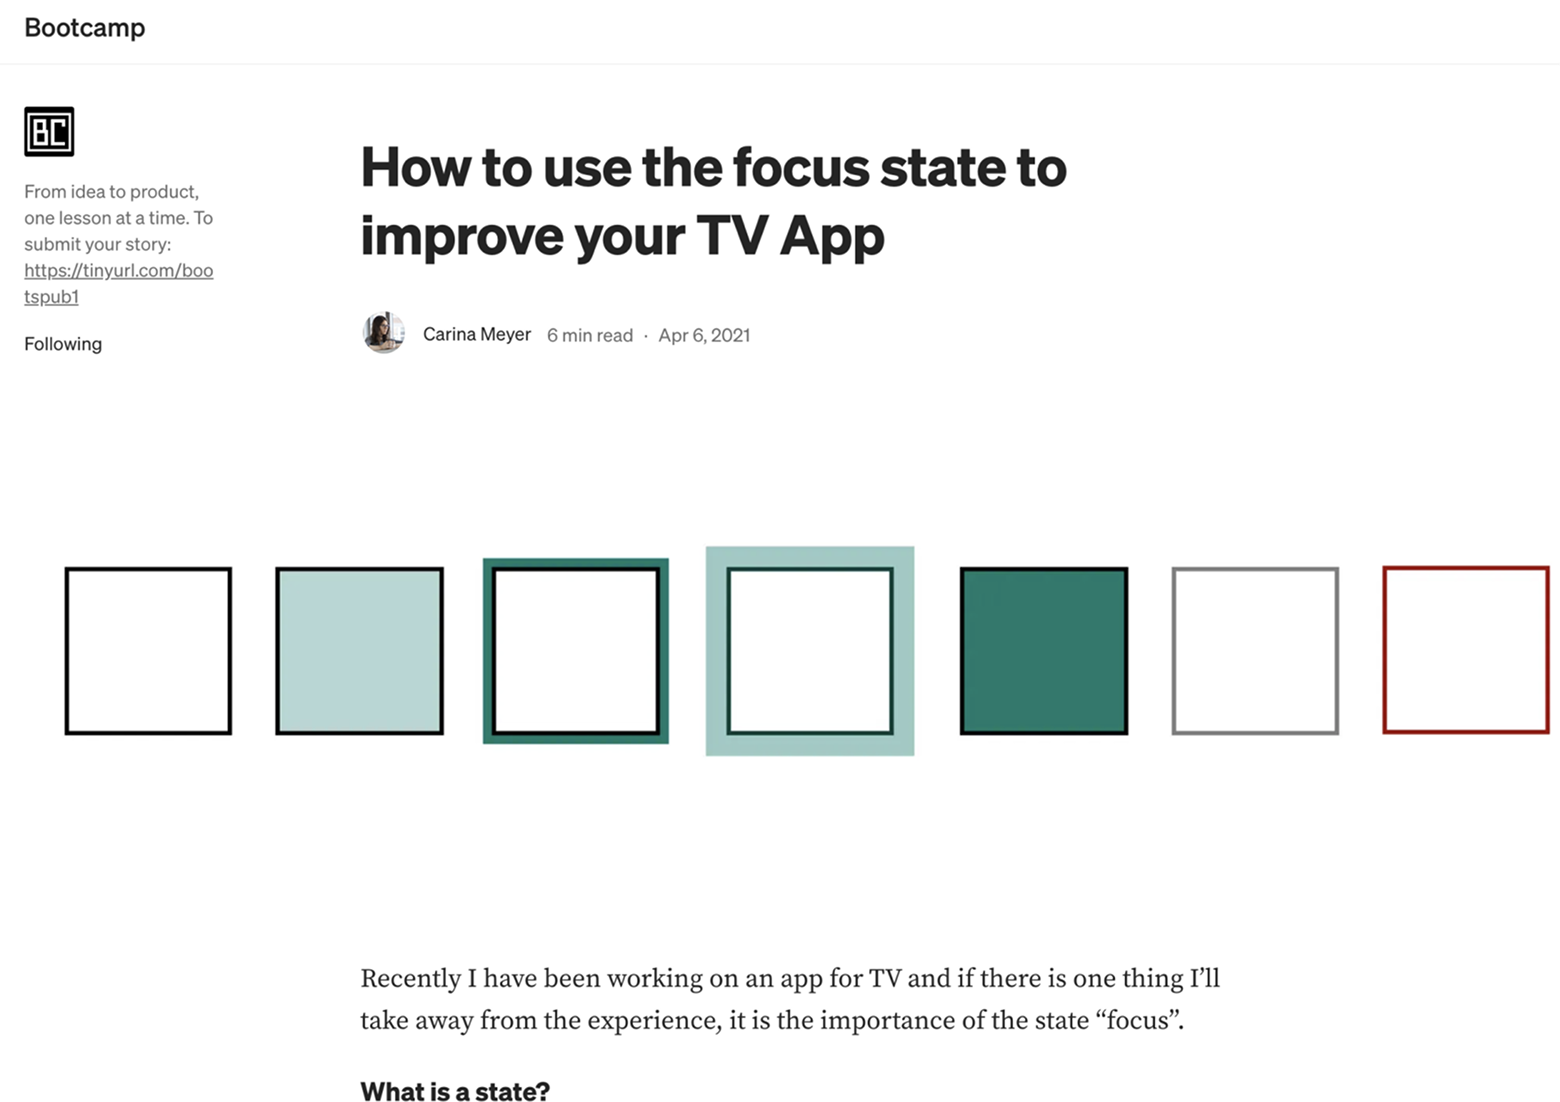 Bootcamp
BC
From idea to product,
one lesson at a time. To
submit your story:
https://tinyurl.com/boo
tspub1
Following
How to use the focus state to
improve your TV App
Carina Meyer 6 min read · Apr 6, 2021
Recently I have been working on an app for TV and if there is one thing I’ll
take away from the experience, it is the importance of the state “focus”.
What is a state?